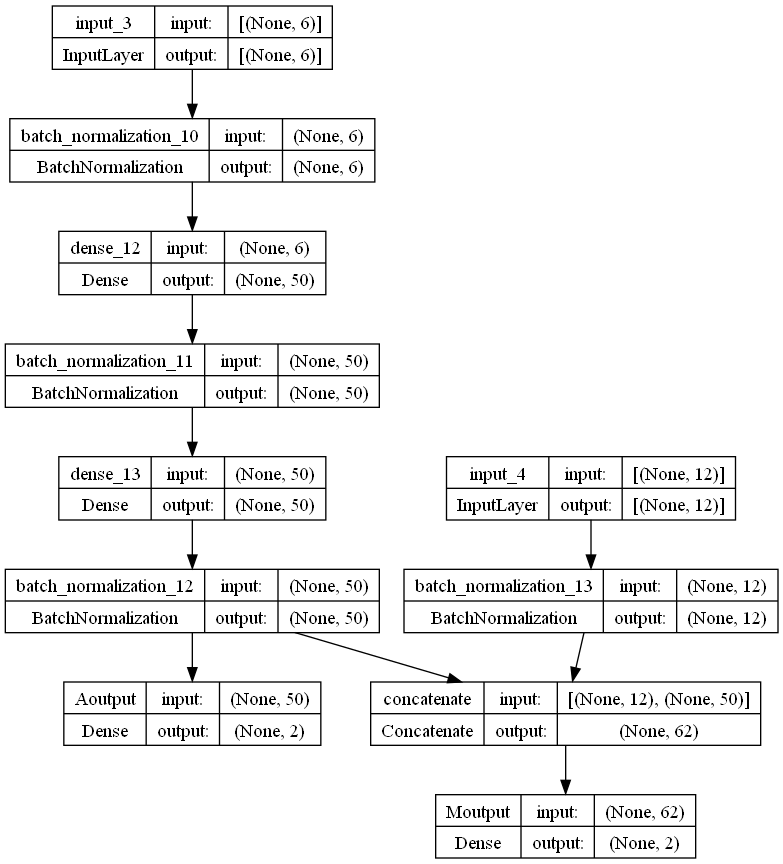 input_3 input: [(None, 6)]
InputLayer output: [(None, 6)]
batch_normalization_10 input: (None, 6)
BatchNormalization output: (None, 6)
dense_12 input: (None, 6)
Dense output: (None, 50)
batch_normalization_11 input: (None, 50)
BatchNormalization output: (None, 50)
dense_13 input: (None, 50)
Dense output: (None, 50)
input_4 input: [(None, 12)]
InputLayer output: [(None, 12)]
batch_normalization_12 input: (None, 50)
BatchNormalization output: (None, 50)
batch_normalization_13 input: (None, 12)
BatchNormalization output: (None, 12)
Aoutput input: (None, 50)
Dense output: (None, 2)
concatenate input: [(None, 12), (None, 50)]
Concatenate output: (None, 62)
Moutput input: (None, 62)
Dense output: (None, 2)